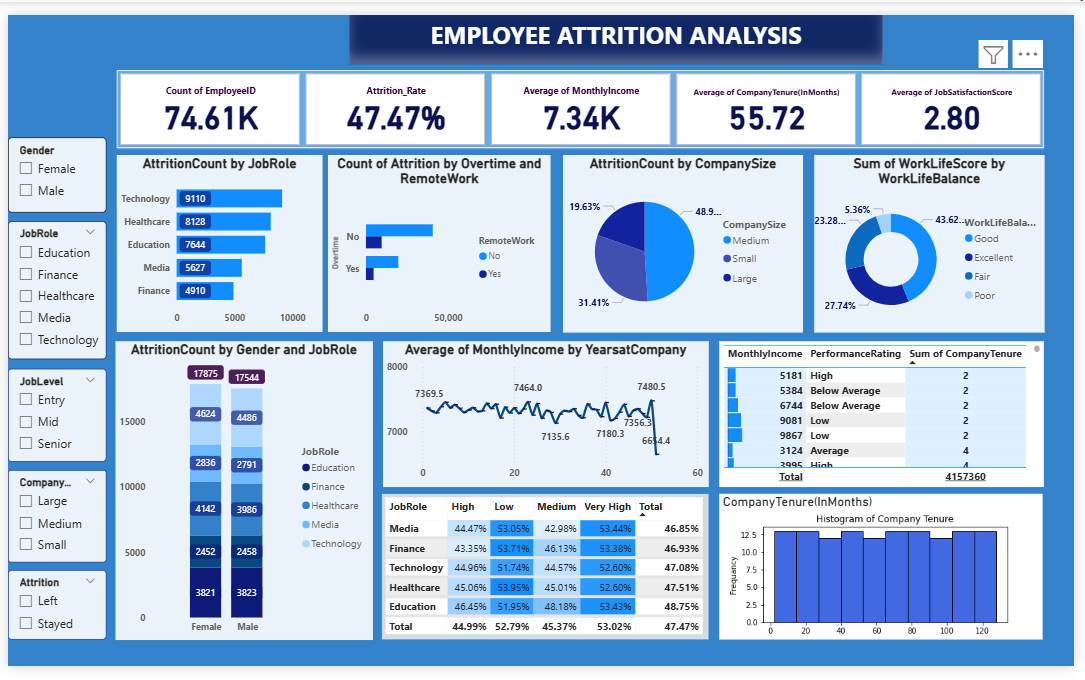 EMPLOYEE ATTRITION ANALYSIS
Count of EmployeeID
74.61K
Attrition_Rate
47.47%
Average of MonthlyIncome
7.34K
Average of CompanyTenure(InMonths)
55.72
Average of JobSatisfactionScore
2.80
Gender
Female
Male
JobRole
Education
Finance
Healthcare
Media
Technology
JobLevel
Entry
Mid
Senior
Company...
Large
Medium
Small
Attrition
Left
Stayed
AttritionCount by JobRole
Technology 9110
Healthcare 8128
Education 7644
Media 5627
Finance 4910
0 5000 10000
Count of Attrition by Overtime and
RemoteWork
Overtime
No
Yes
0 50,000
RemoteWork
No
Yes
AttritionCount by CompanySize
19.63%
48.9...
31.41%
CompanySize
Medium
Small
Large
Sum of WorkLifeScore by
WorkLifeBalance
5.36%
23.28...
43.62...
27.74%
WorkLifeBala...
Good
Excellent
Fair
Poor
AttritionCount by Gender and JobRole
17875 17544
15000
10000
5000
0
4624 4486
2836 2791
4142 3986
2452 2458
3821 3823
Female Male
JobRole
Education
Finance
Healthcare
Media
Technology
Average of MonthlyIncome by YearsatCompany
8000
7000
7369.5
7464.0
7480.5
7135.6
7180.3
7356.3
6654.4
0 20 40 60
MonthlyIncome PerformanceRating Sum of CompanyTenure
5181 High 2
5384 Below Average 2
6744 Below Average 2
9081 Low 2
9867 Low 2
3124 Average 4
3995 High 4
Total 4157360
JobRole High Low Medium Very High Total
Media 44.47% 53.05% 42.98% 53.44% 46.85%
Finance 43.35% 53.71% 46.13% 53.38% 46.93%
Technology 44.96% 51.74% 44.57% 52.60% 47.08%
Healthcare 45.06% 53.95% 45.01% 52.60% 47.51%
Education 46.45% 51.95% 48.18% 53.43% 48.75%
Total 44.99% 52.79% 45.37% 53.02% 47.47%
CompanyTenure(InMonths)
Histogram of Company Tenure
Frequancy
12.5
10.0
7.5
5.0
2.5
0.0
0 20 40 60 80 100 120